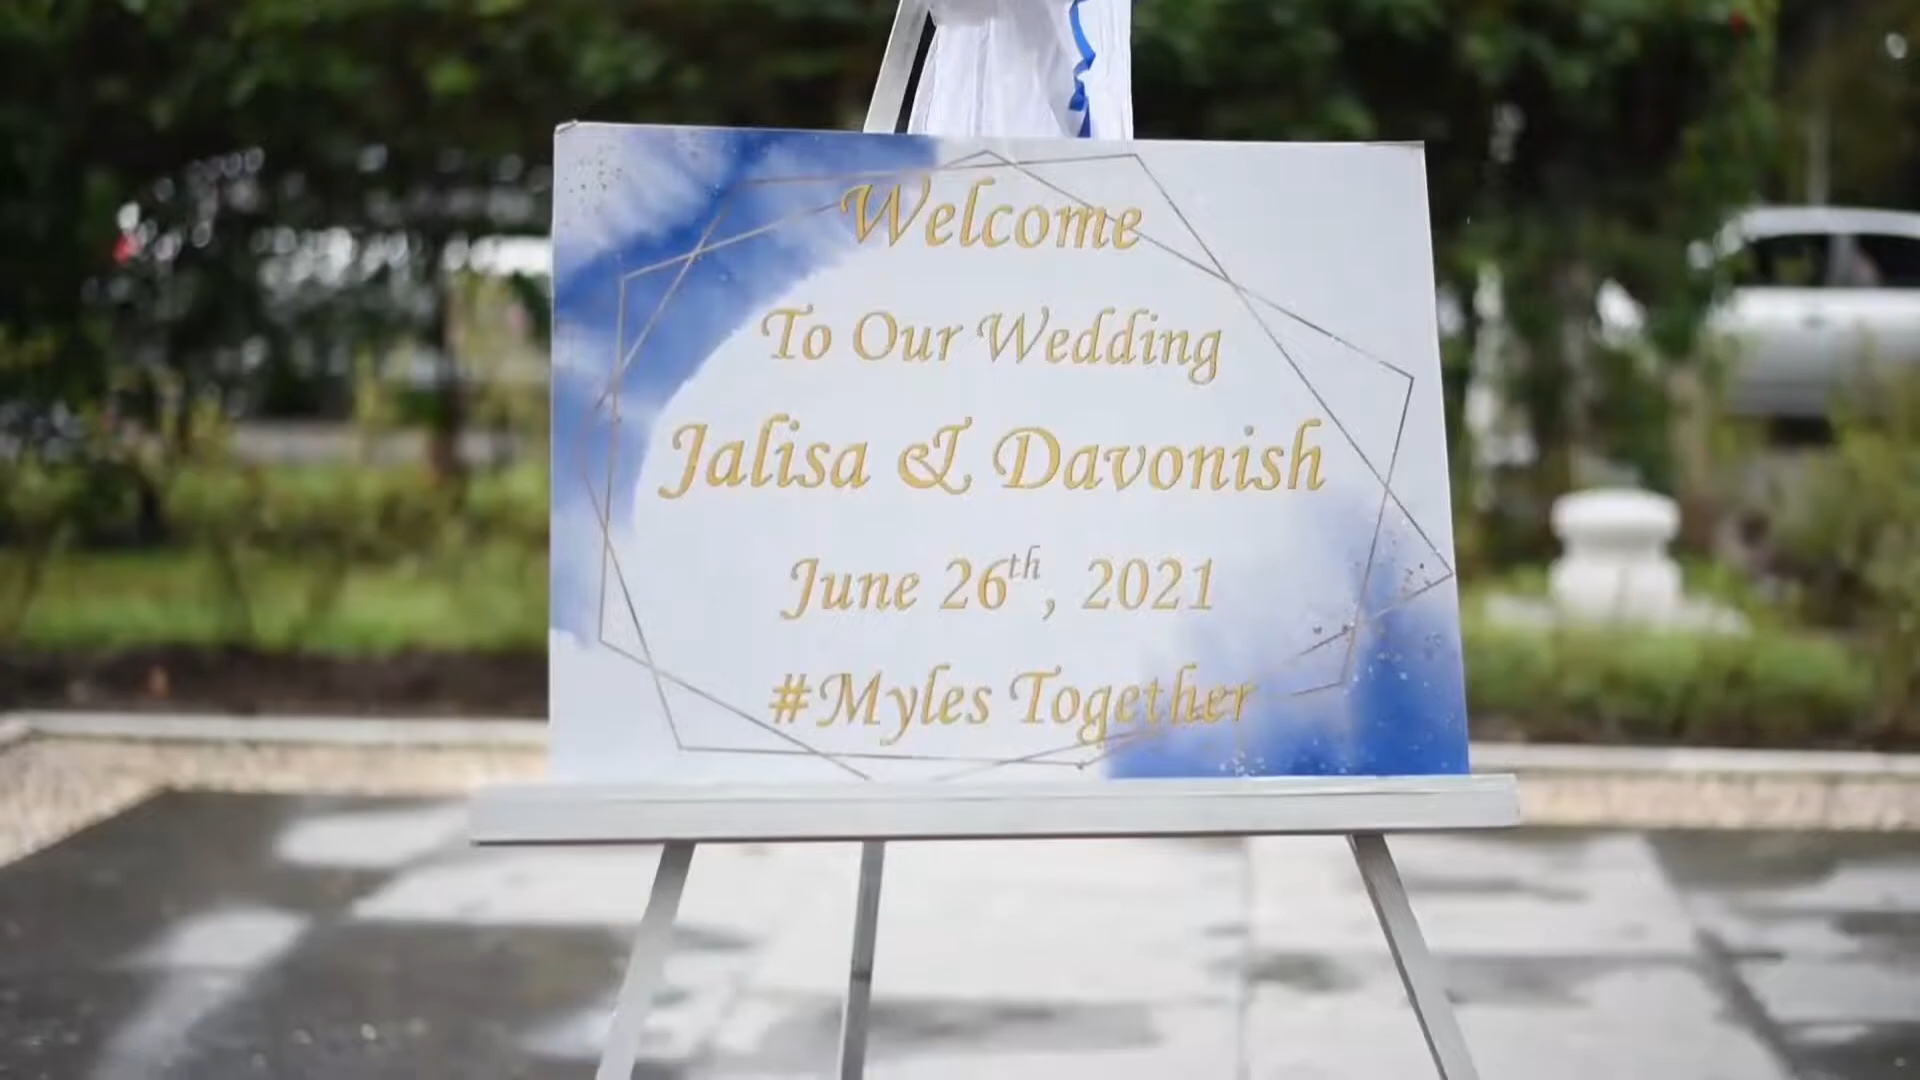 Welcome
To Our Wedding
Jalisa & Davonish
June 26th, 2021
#Myles Together